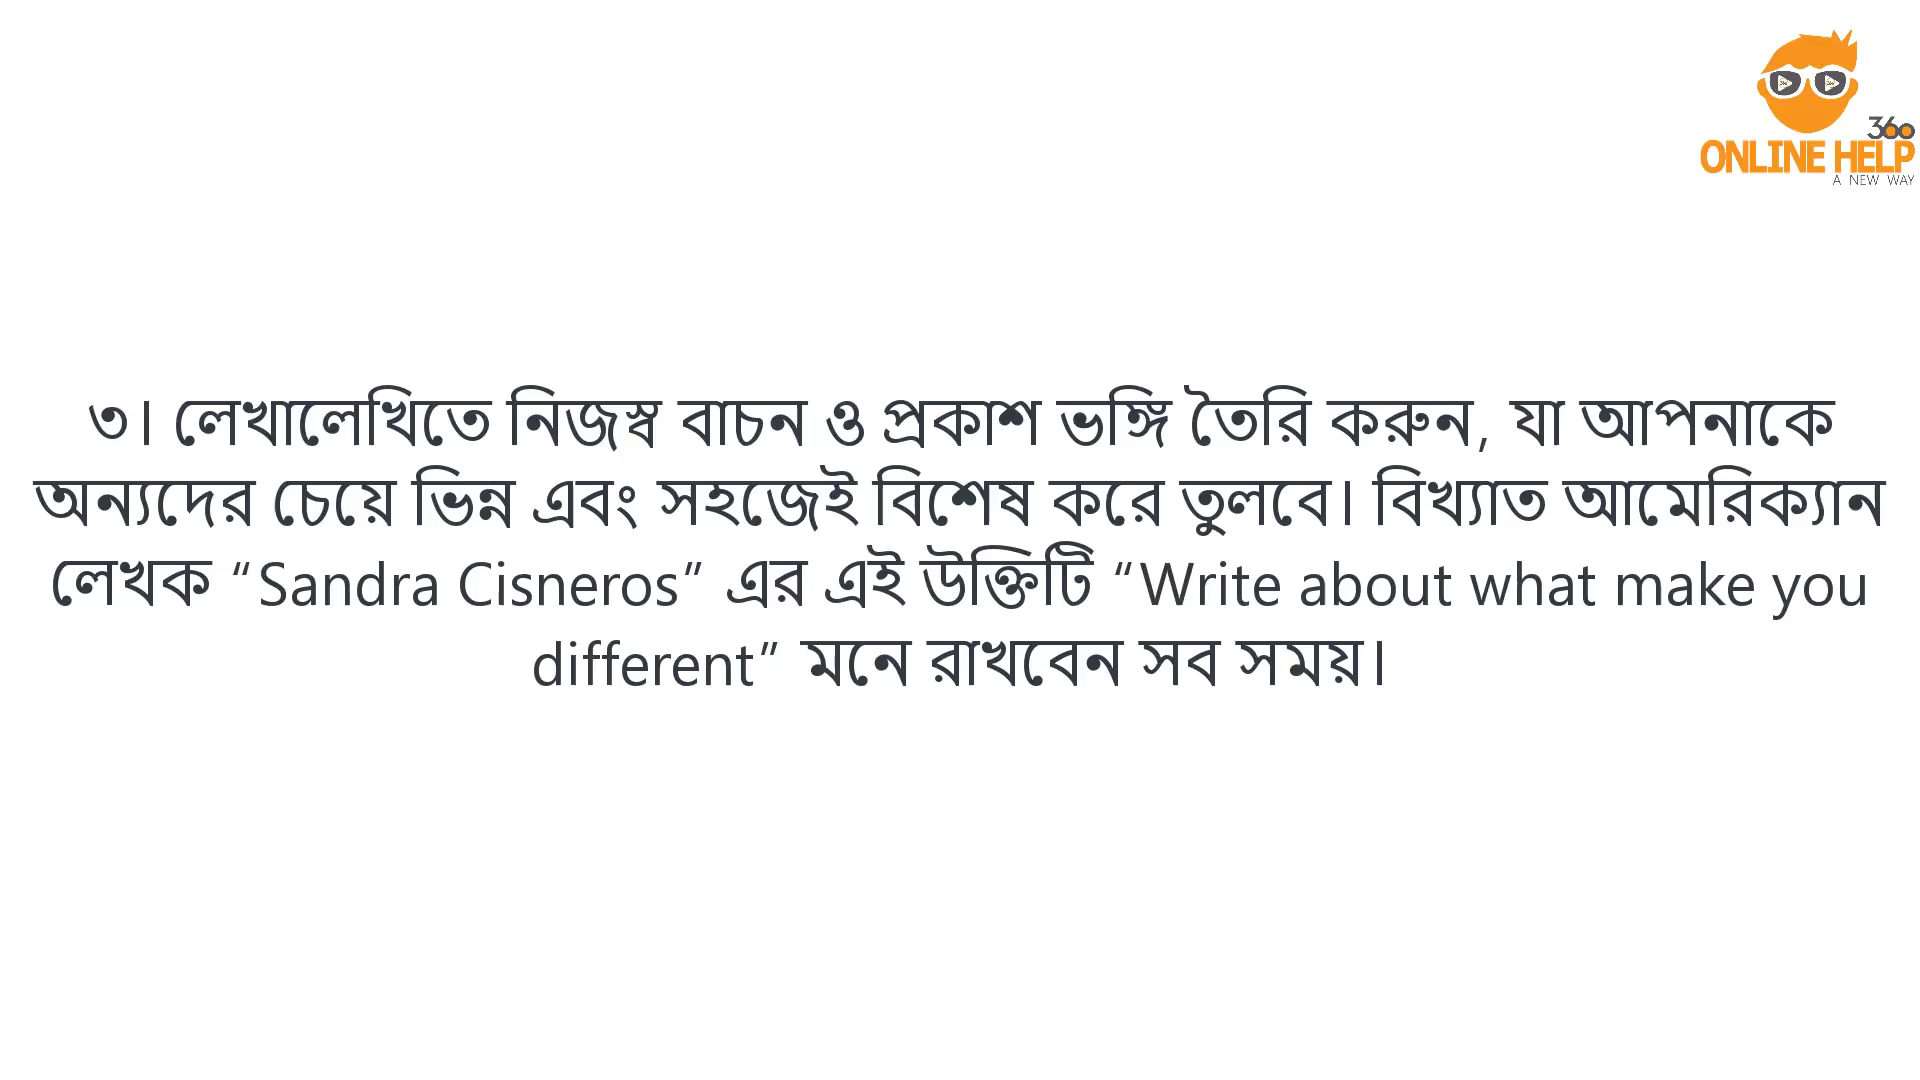 360
ONLINE HELP
A NEW WAY
৩। লেখালেখিতে নিজস্ব বাচন ও প্রকাশ ভঙ্গি তৈরি করুন, যা আপনাকে
অন্যদের চেয়ে ভিন্ন এবং সহজেই বিশেষ করে তুলবে। বিখ্যাত আমেরিক্যান
লেখক “Sandra Cisneros” এর এই উক্তিটি “Write about what make you
different” মনে রাখবেন সব সময়।